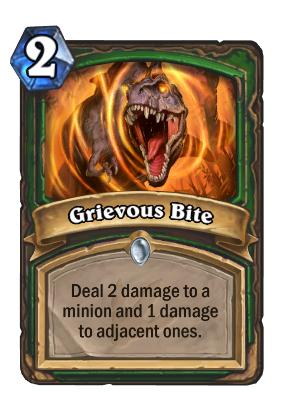 2
Grievous Bite
Deal 2 damage to a
minion and 1 damage
to adjacent ones.